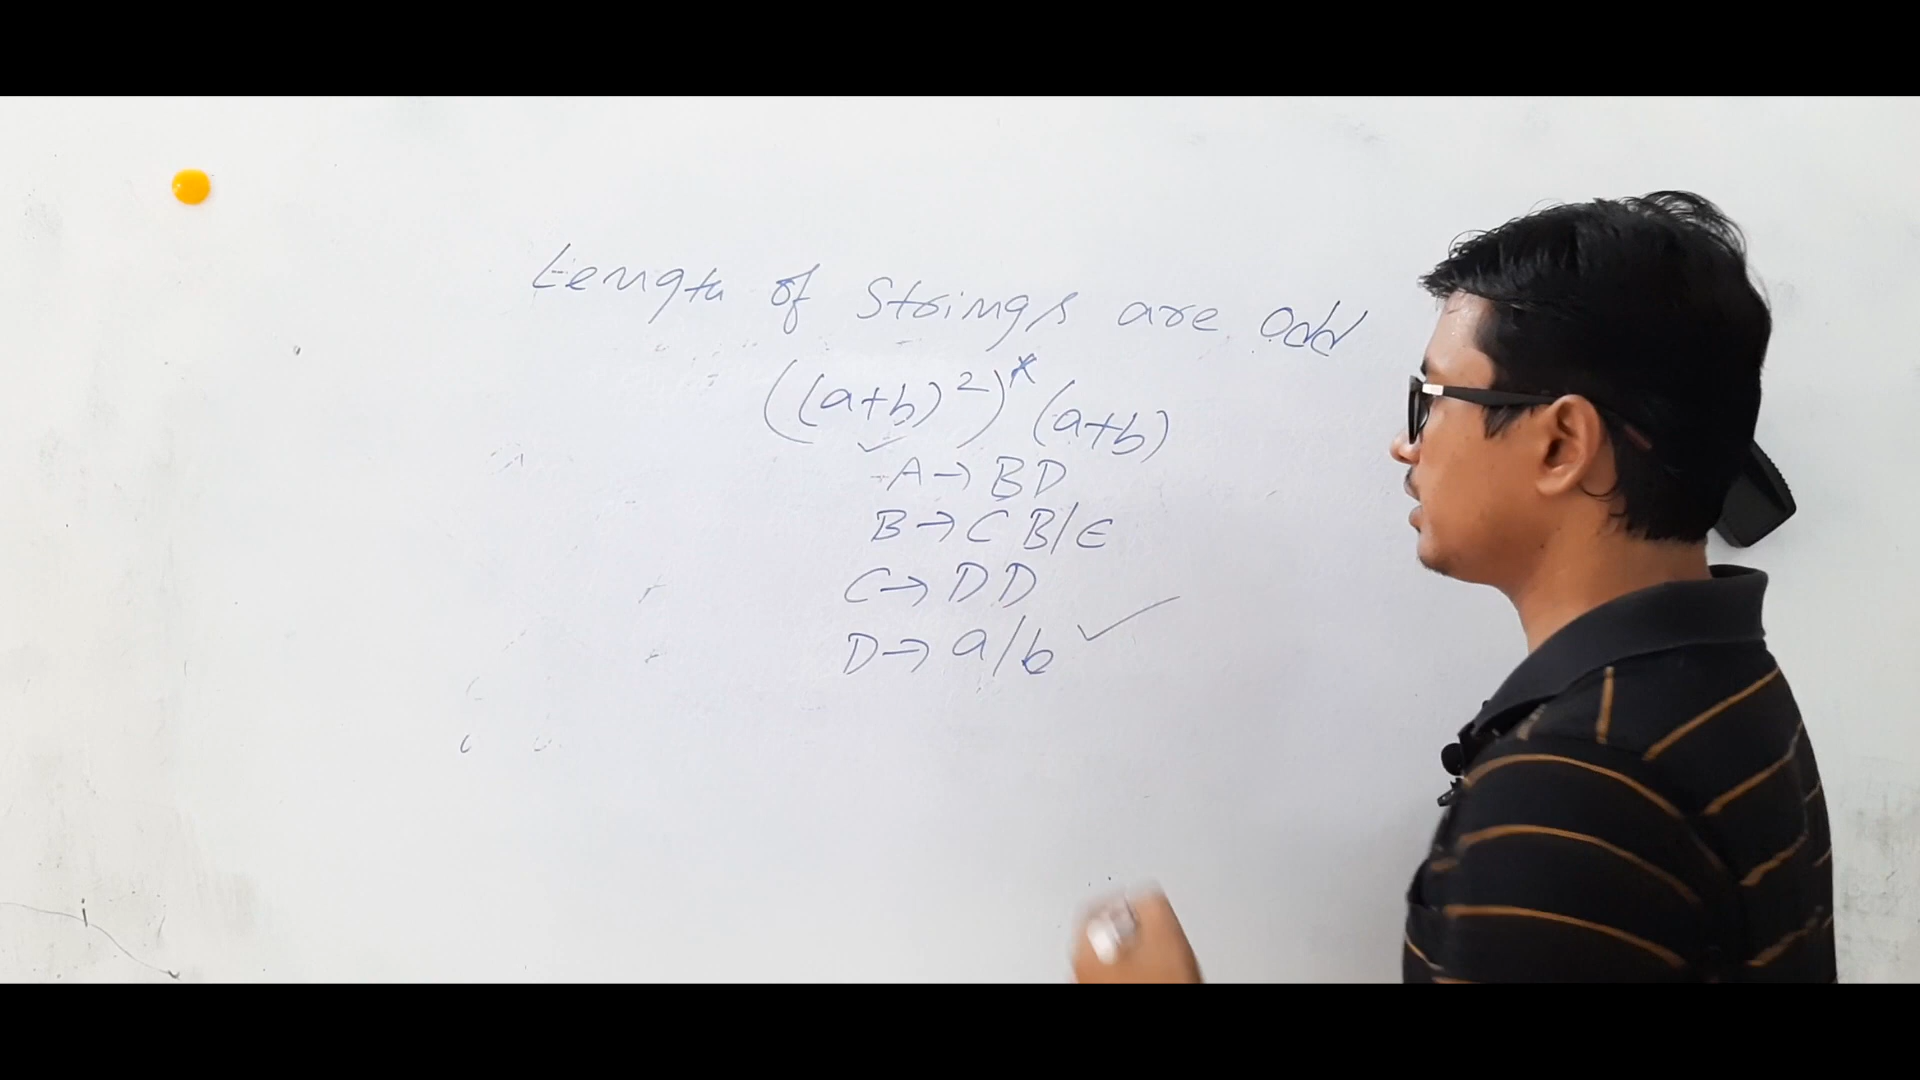 Length of Strings are odd
((a+b)²)* (a+b)
A → BD
B → CB/ε
C → DD
D → a/b